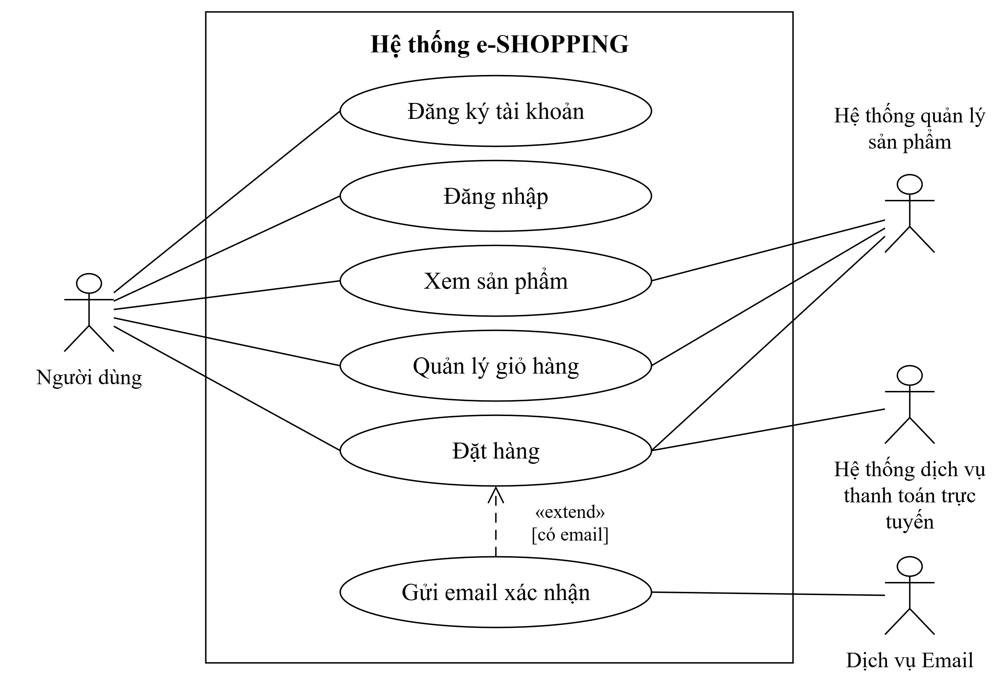 Hệ thống e-SHOPPING
Đăng ký tài khoản
Hệ thống quản lý
sản phẩm
Đăng nhập
Xem sản phẩm
Quản lý giỏ hàng
Người dùng
Đặt hàng
Hệ thống dịch vụ
thanh toán trực
tuyến
«extend»
[có email]
Gửi email xác nhận
Dịch vụ Email